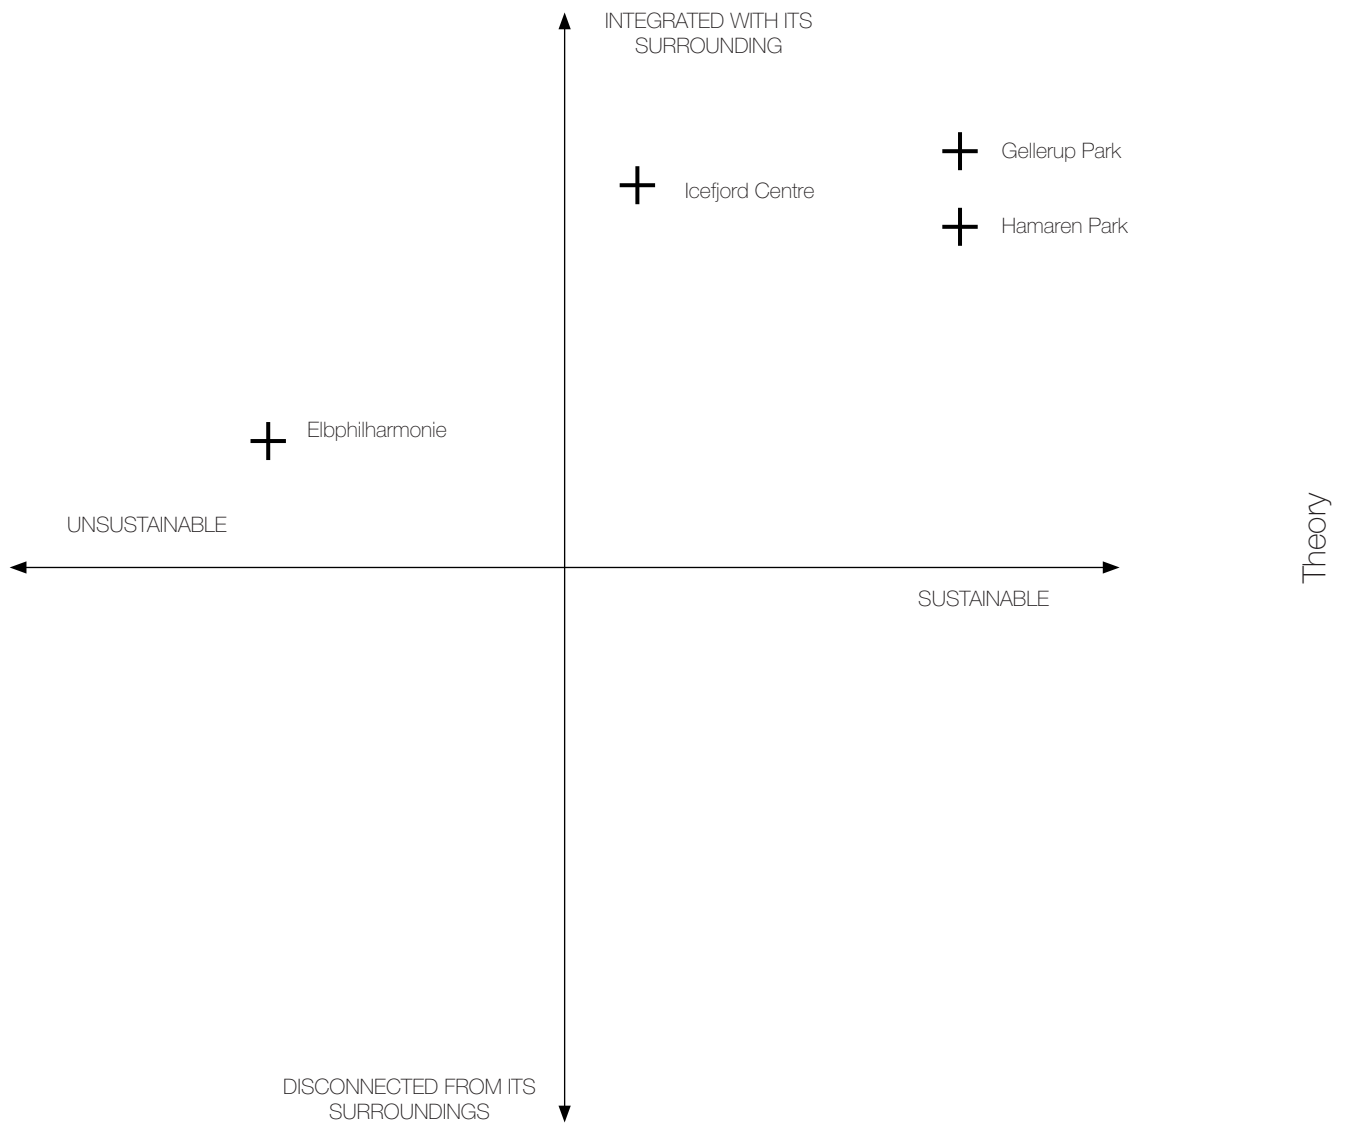 INTEGRATED WITH ITS
SURROUNDING
Gellerup Park
Icefjord Centre
Hamaren Park
Elbphilharmonie
UNSUSTAINABLE
SUSTAINABLE
Theory
DISCONNECTED FROM ITS
SURROUNDINGS